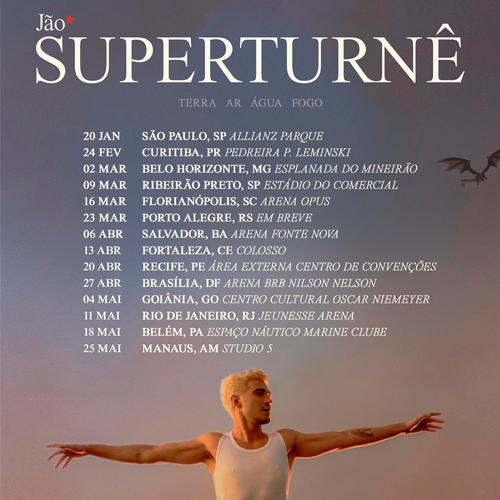 Jão*
SUPERTURNÊ
TERRA AR ÁGUA FOGO
20 JAN SÃO PAULO, SP ALLIANZ PARQUE
24 FEV CURITIBA, PR PEDREIRA P. LEMINSKI
02 MAR BELO HORIZONTE, MG ESPLANADA DO MINEIRÃO
09 MAR RIBEIRÃO PRETO, SP ESTÁDIO DO COMERCIAL
16 MAR FLORIANÓPOLIS, SC ARENA OPUS
23 MAR PORTO ALEGRE, RS EM BREVE
06 ABR SALVADOR, BA ARENA FONTE NOVA
13 ABR FORTALEZA, CE COLOSSO
20 ABR RECIFE, PE ÁREA EXTERNA CENTRO DE CONVENÇÕES
27 ABR BRASÍLIA, DF ARENA BRB NILSON NELSON
04 MAI GOIÂNIA, GO CENTRO CULTURAL OSCAR NIEMEYER
11 MAI RIO DE JANEIRO, RJ JEUNESSE ARENA
18 MAI BELÉM, PA ESPAÇO NÁUTICO MARINE CLUBE
25 MAI MANAUS, AM STUDIO 5